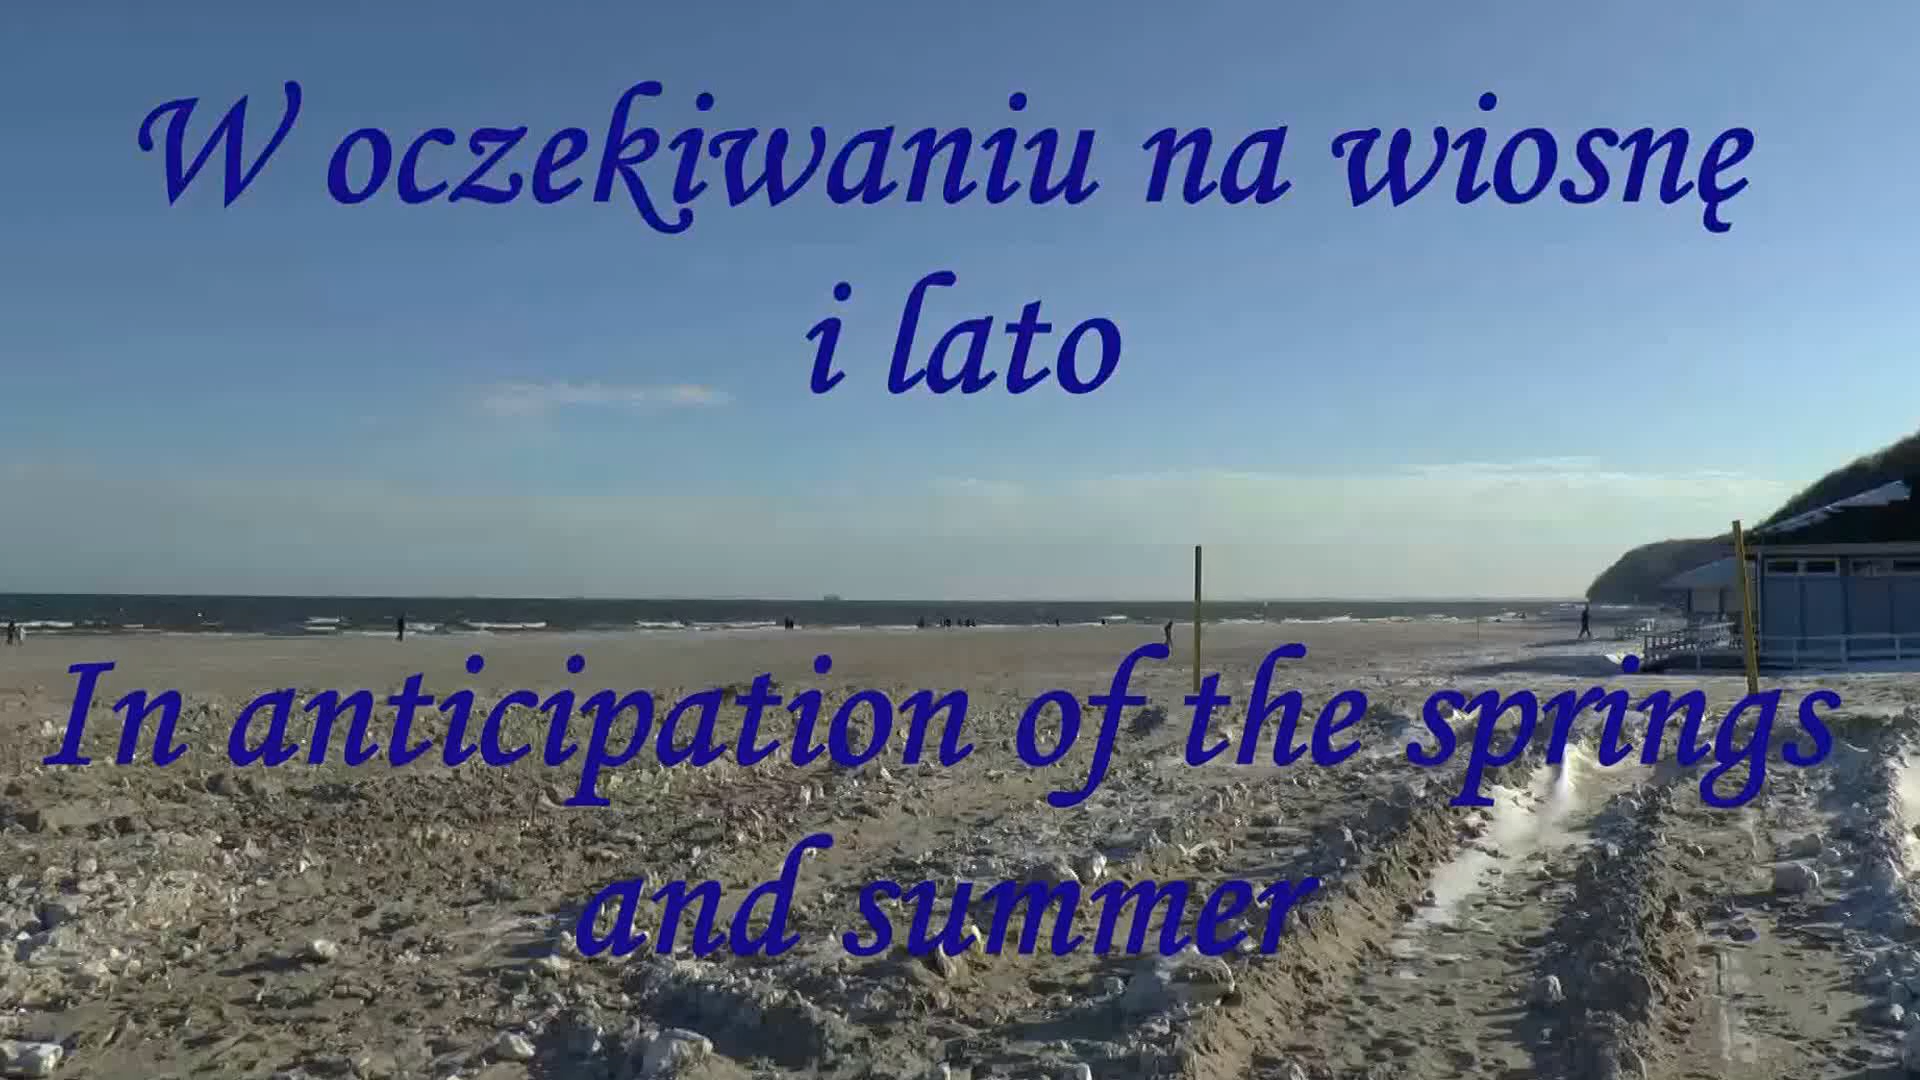 W oczekiwaniu na wiosnę
i lato
In anticipation of the springs
and summer